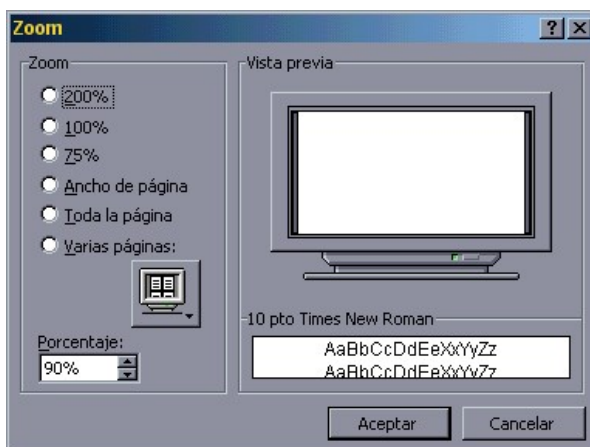 Zoom
Zoom
200%
100%
75%
Ancho de página
Toda la página
Varias páginas:
Porcentaje:
90%
Vista previa
10 pto Times New Roman
AaBbCcDdEeXxYyZz
AaBbCcDdEeXxYyZz
Aceptar
Cancelar